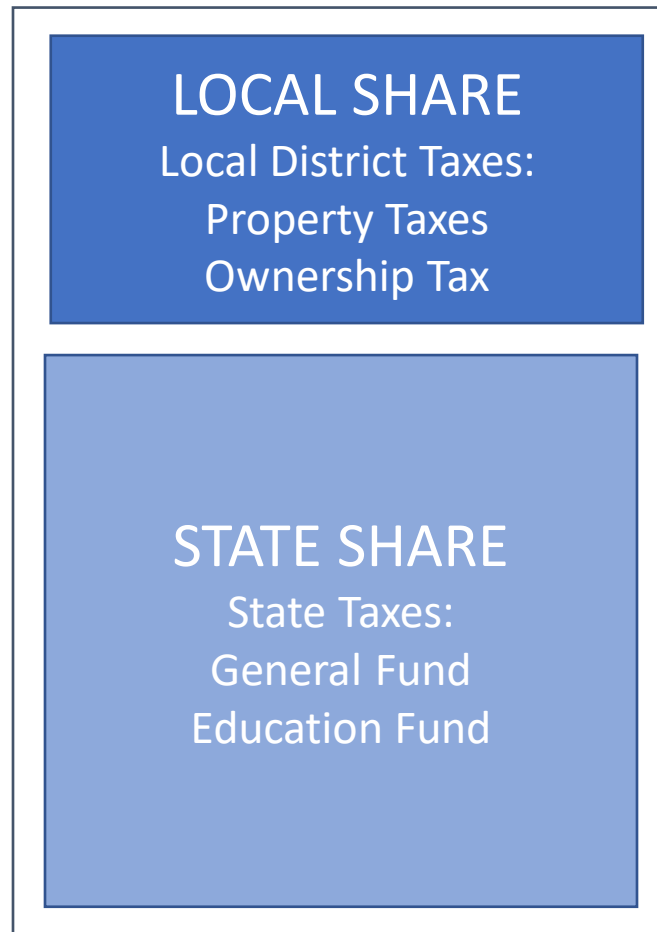 LOCAL SHARE
Local District Taxes:
Property Taxes
Ownership Tax
STATE SHARE
State Taxes:
General Fund
Education Fund